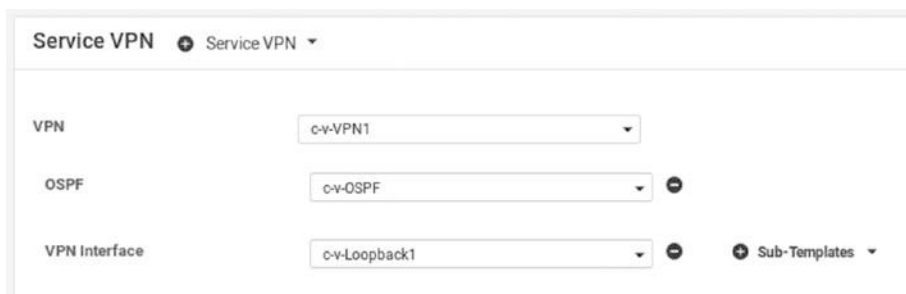 Service VPN Service VPN
VPN c-v-VPN1
OSPF c-v-OSPF
VPN Interface c-v-Loopback1 Sub-Templates